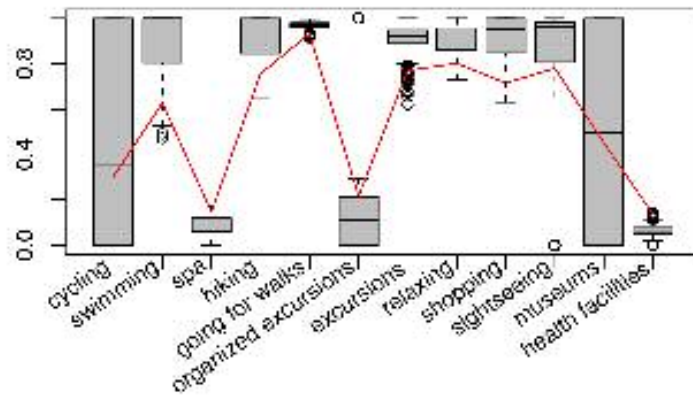 0.8
0.4
0.0
cycling
swimming
spa
hiking
going for walks
organized excursions
excursions
relaxing
shopping
sightseeing
museums
health facilities